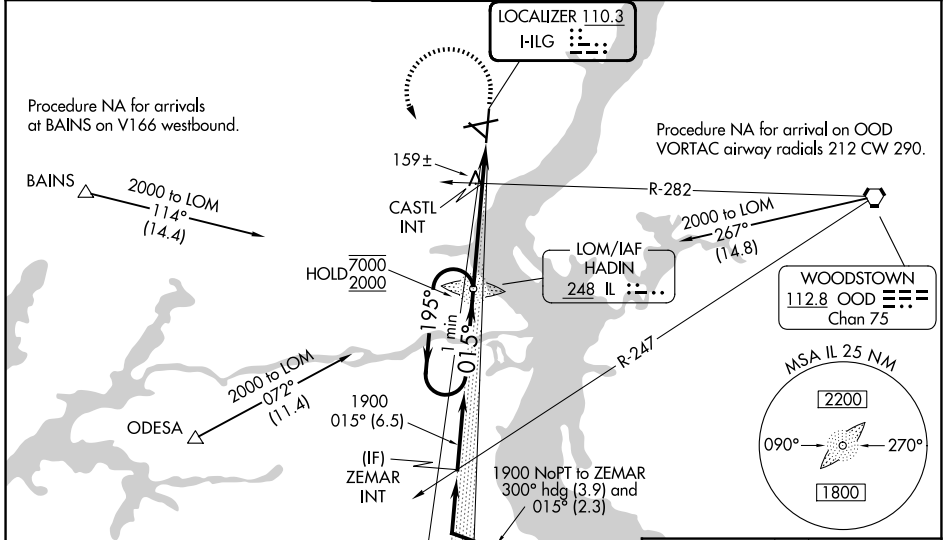 LOCALIZER 110.3
I-ILG
Procedure NA for arrivals
at BAINS on V166 westbound.
Procedure NA for arrival on OOD
VORTAC airway radials 212 CW 290.
159±
BAINS
2000 to LOM
114°
(14.4)
CASTL
INT
R-282
2000 to LOM
267°
(14.8)
LOM/IAF
HADIN
248 IL
HOLD 7000
2000
WOODSTOWN
112.8 OOD
Chan 75
195°
1 min
015°
R-247
MSA IL 25 NM
2200
090°
270°
1800
2000 to LOM
072°
(11.4)
ODESA
1900
015° (6.5)
(IF)
ZEMAR
INT
1900 NoPT to ZEMAR
300° hdg (3.9) and
015° (2.3)